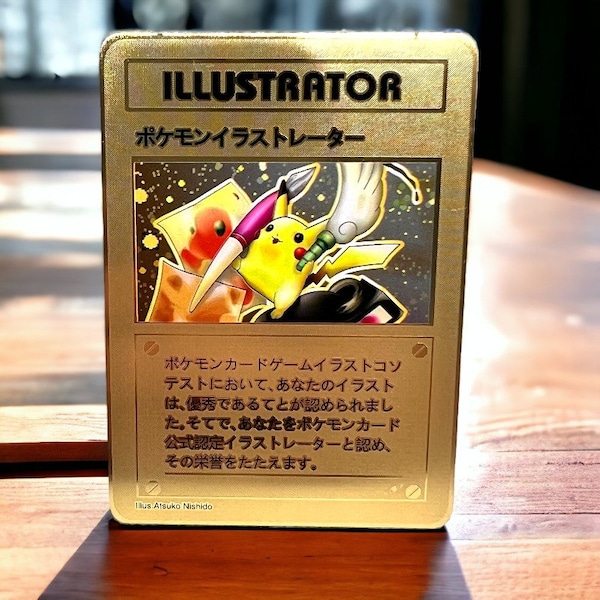 ILLUSTRATOR
ポケモンイラストレーター
ポケモンカードゲームイラストコソ
テストにおいて、あなたのイラスト
は、優秀であるてとが認められまし
た。そてで、あなたをポケモンカード
公式認定イラストレーターと認め、
その栄誉をたたえます。
Illus.Atsuko Nishido